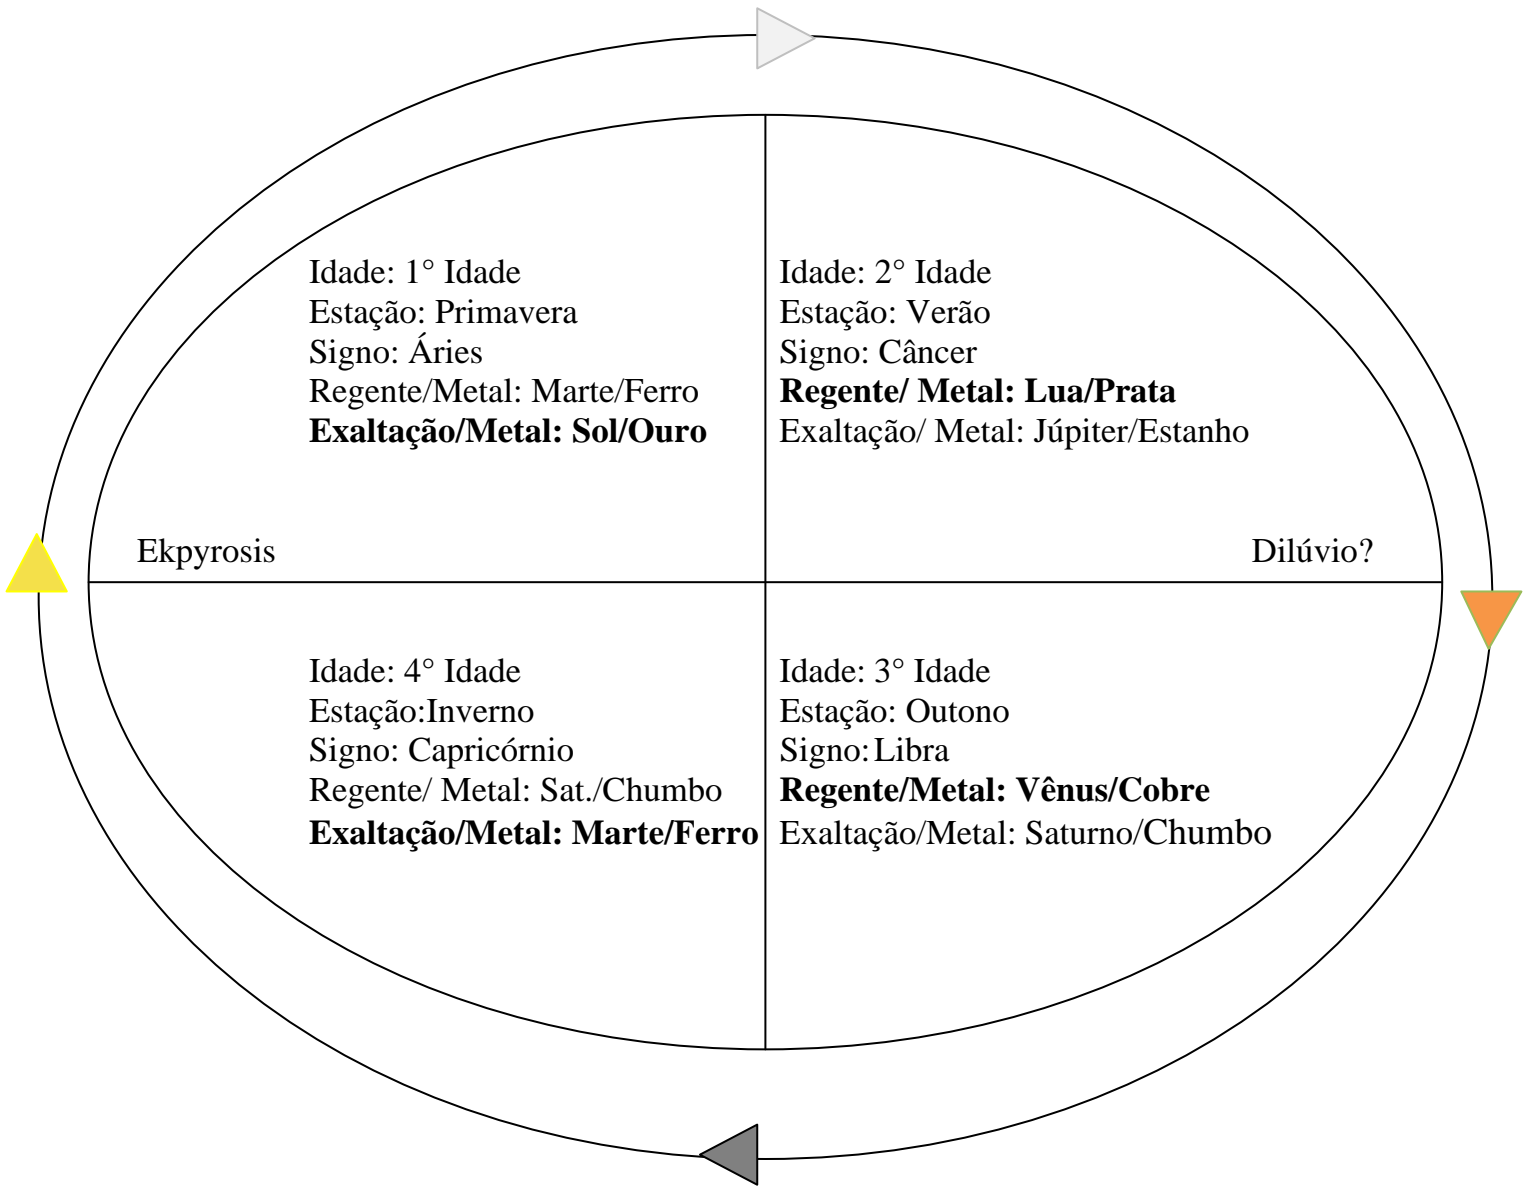 Idade: 1° Idade
Estação: Primavera
Signo: Áries
Regente/Metal: Marte/Ferro
Exaltação/Metal: Sol/Ouro
Idade: 2° Idade
Estação: Verão
Signo: Câncer
Regente/ Metal: Lua/Prata
Exaltação/ Metal: Júpiter/Estanho
Ekpyrosis
Dilúvio?
Idade: 4° Idade
Estação:Inverno
Signo: Capricórnio
Regente/ Metal: Sat./Chumbo
Exaltação/Metal: Marte/Ferro
Idade: 3° Idade
Estação: Outono
Signo:Libra
Regente/Metal: Vênus/Cobre
Exaltação/Metal: Saturno/Chumbo